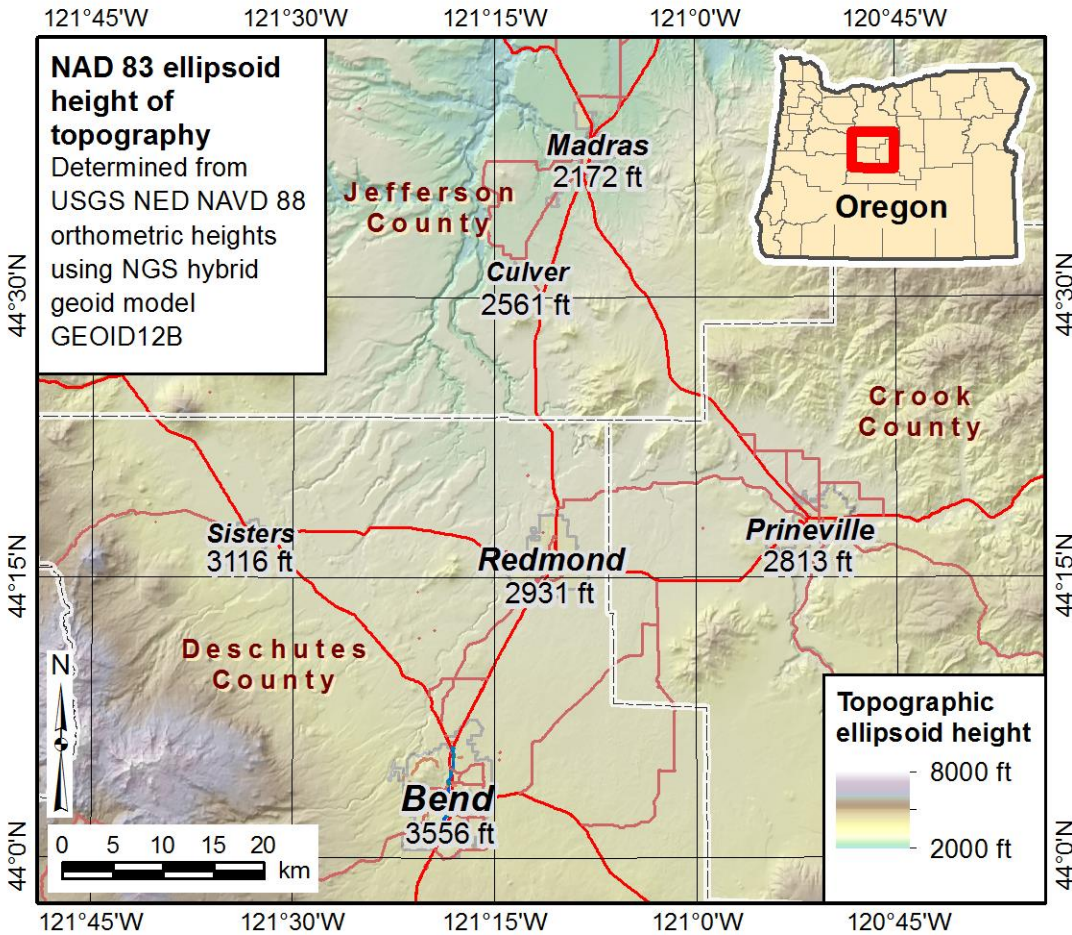 121°45'W 121°30'W 121°15'W 121°0'W 120°45'W
NAD 83 ellipsoid
height of
topography
Determined from
USGS NED NAVD 88
orthometric heights
using NGS hybrid
geoid model
GEOID12B
Oregon
Madras
2172 ft
Jefferson
County
Culver
2561 ft
44°30'N 44°30'N
Crook
County
Sisters
3116 ft
Redmond
2931 ft
Prineville
2813 ft
44°15'N 44°15'N
Deschutes
County
N
Bend
3556 ft
Topographic
ellipsoid height
8000 ft
2000 ft
0 5 10 15 20
km
44°0'N 44°0'N
121°45'W 121°30'W 121°15'W 121°0'W 120°45'W